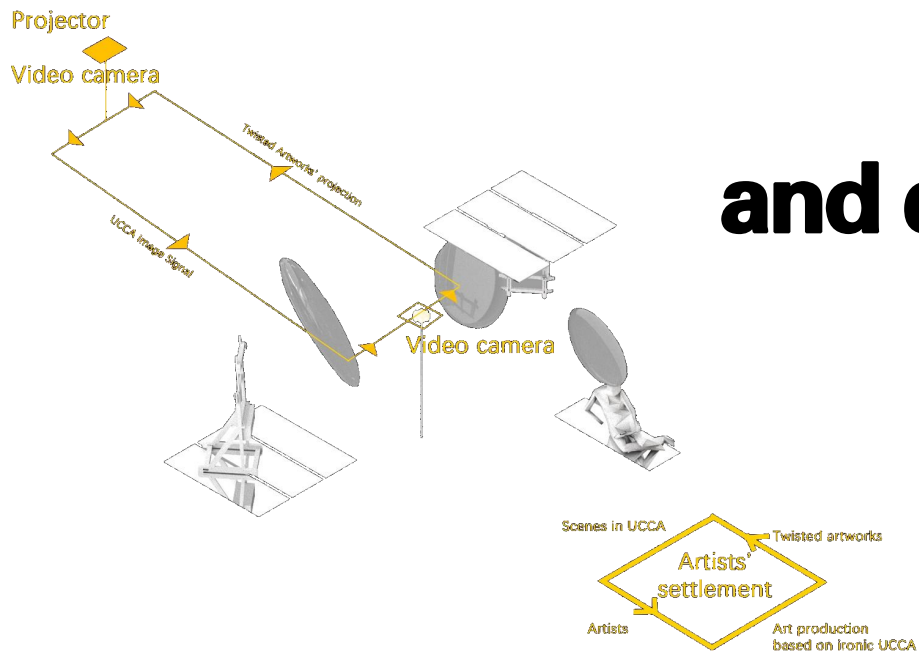 Projector
Video camera
Twisted Artworks' projection
and
UCCA Image Signal
Video camera
Scenes in UCCA
Twisted artworks
Artists'
settlement
Artists
Art production
based on ironic UCCA